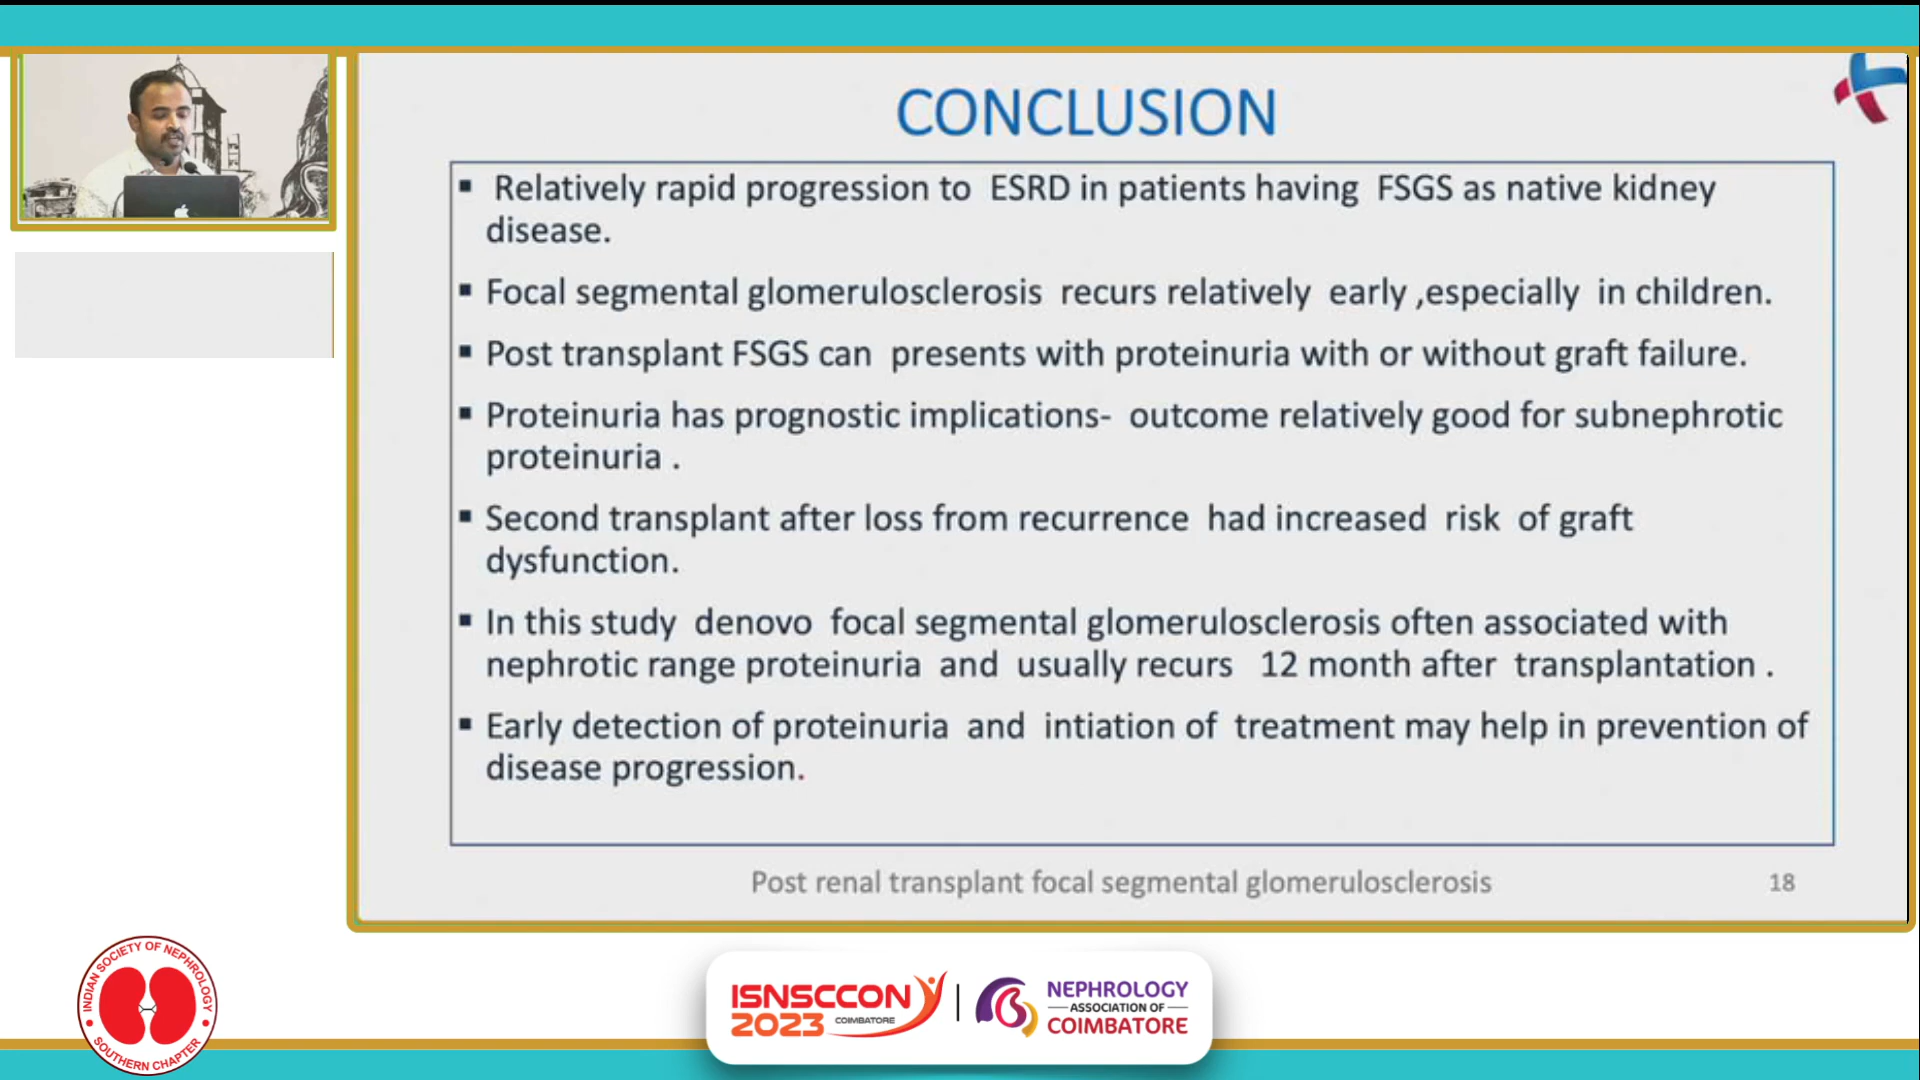 CONCLUSION
▪ Relatively rapid progression to ESRD in patients having FSGS as native kidney
disease.
▪ Focal segmental glomerulosclerosis recurs relatively early ,especially in children.
▪ Post transplant FSGS can presents with proteinuria with or without graft failure.
▪ Proteinuria has prognostic implications- outcome relatively good for subnephrotic
proteinuria .
▪ Second transplant after loss from recurrence had increased risk of graft
dysfunction.
▪ In this study denovo focal segmental glomerulosclerosis often associated with
nephrotic range proteinuria and usually recurs 12 month after transplantation .
▪ Early detection of proteinuria and intiation of treatment may help in prevention of
disease progression.
Post renal transplant focal segmental glomerulosclerosis 18
INDIAN SOCIETY OF NEPHROLOGY
SOUTHERN CHAPTER
ISNSCCON
2023 COIMBATORE
NEPHROLOGY
ASSOCIATION OF
COIMBATORE